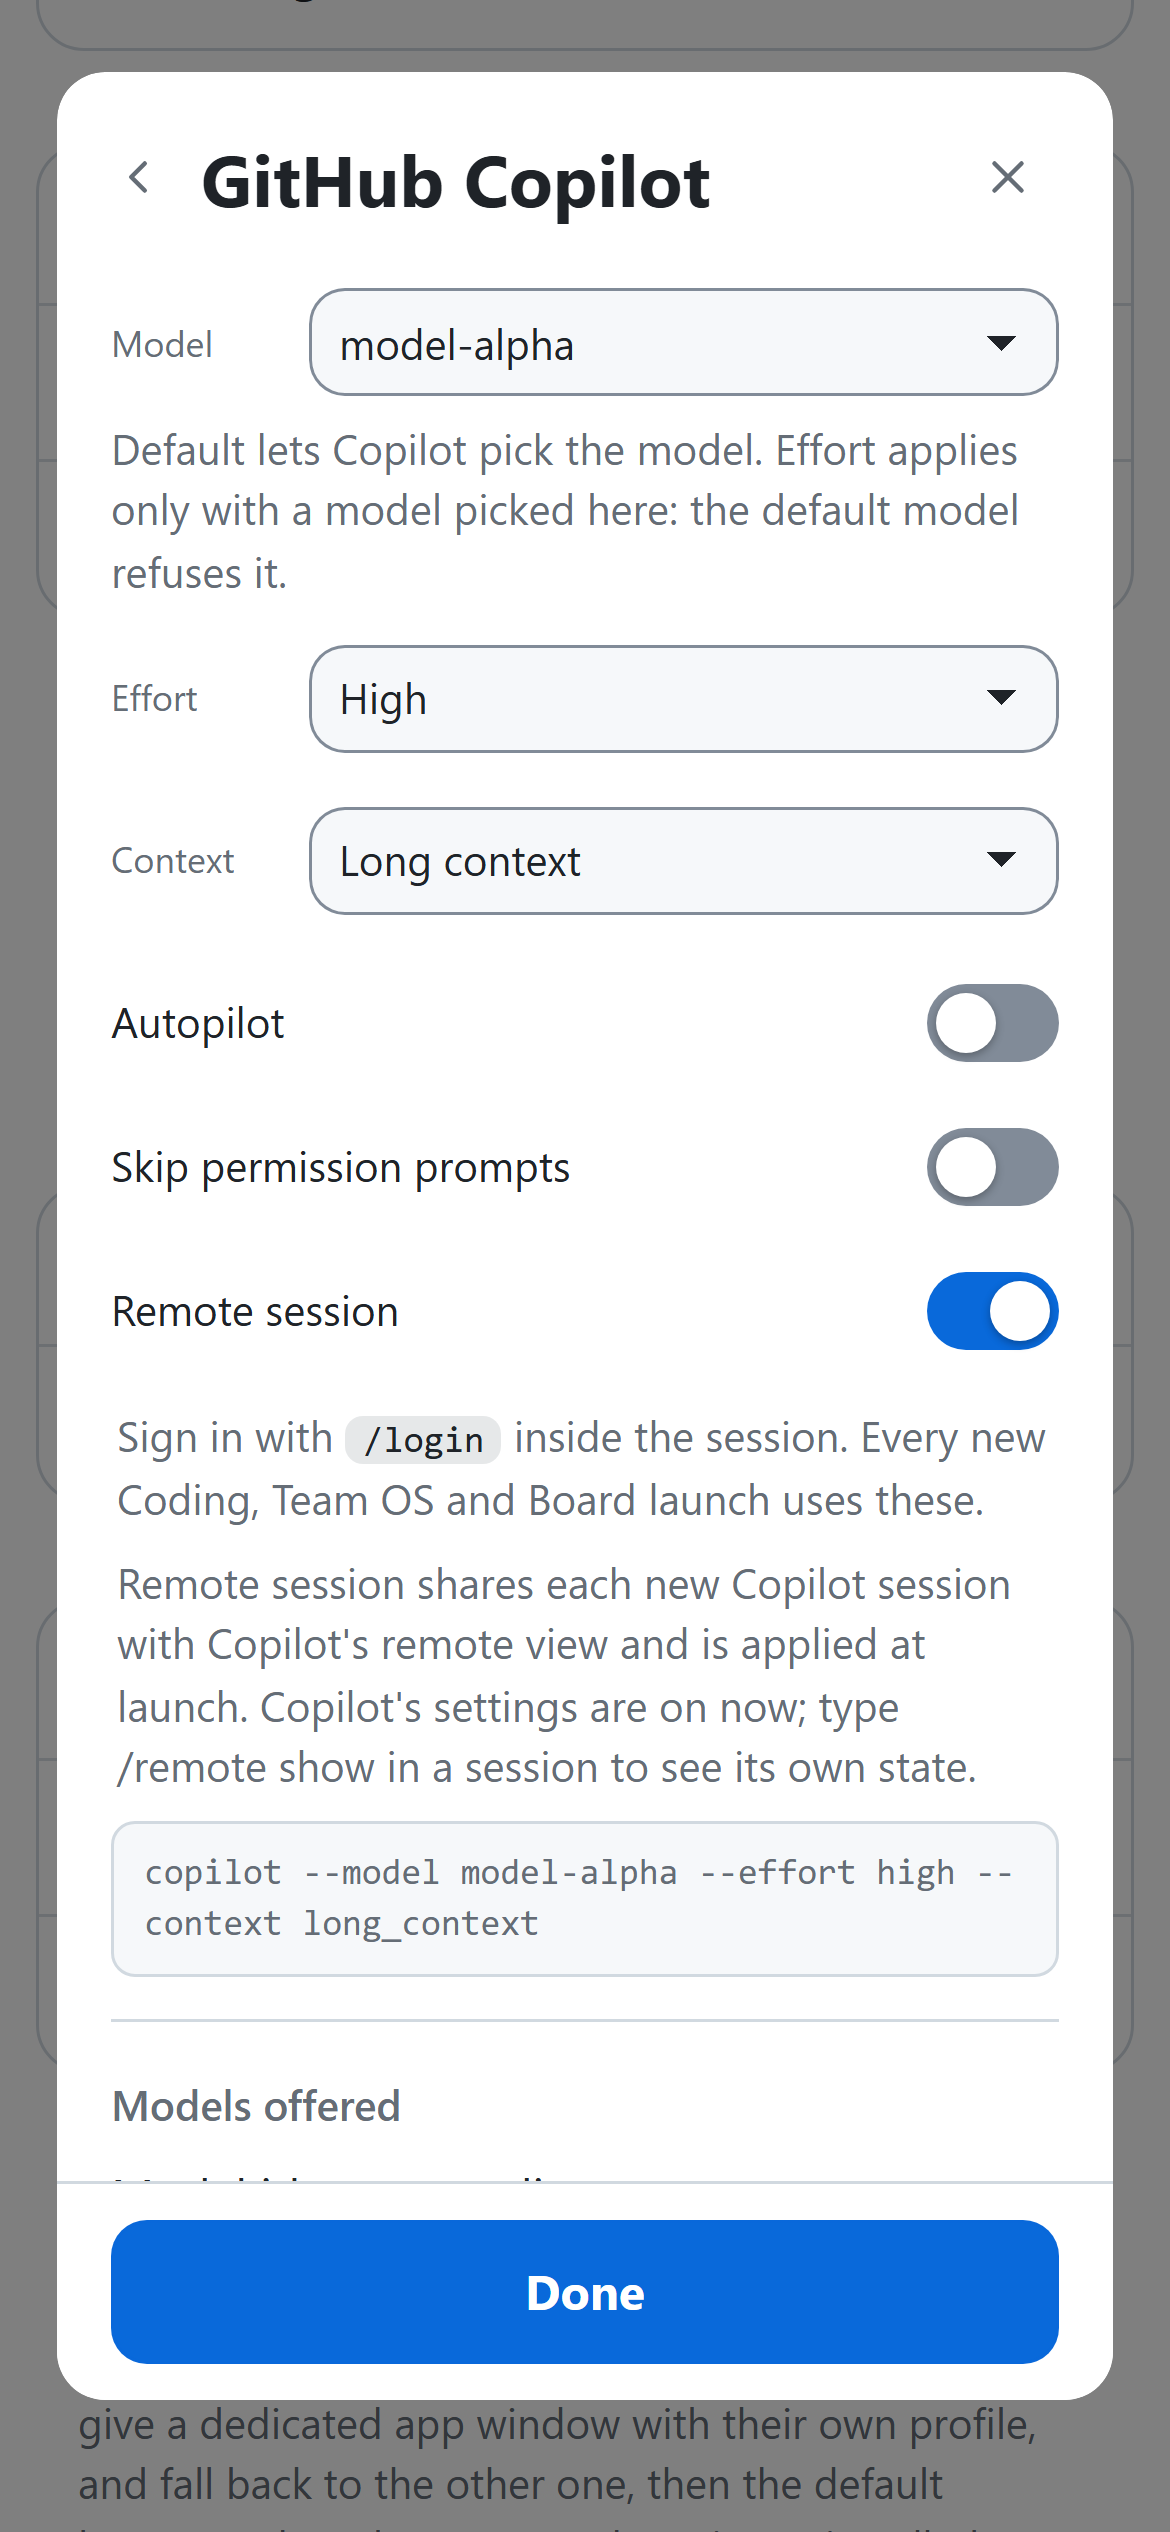 GitHub Copilot
Model
model-alpha
Default lets Copilot pick the model. Effort applies
only with a model picked here: the default model
refuses it.
Effort
High
Context
Long context
Autopilot
Skip permission prompts
Remote session
Sign in with /login inside the session. Every new
Coding, Team OS and Board launch uses these.
Remote session shares each new Copilot session
with Copilot's remote view and is applied at
launch. Copilot's settings are on now; type
/remote show in a session to see its own state.
copilot --model model-alpha --effort high --
context long_context
Models offered
Done
give a dedicated app window with their own profile,
and fall back to the other one, then the default